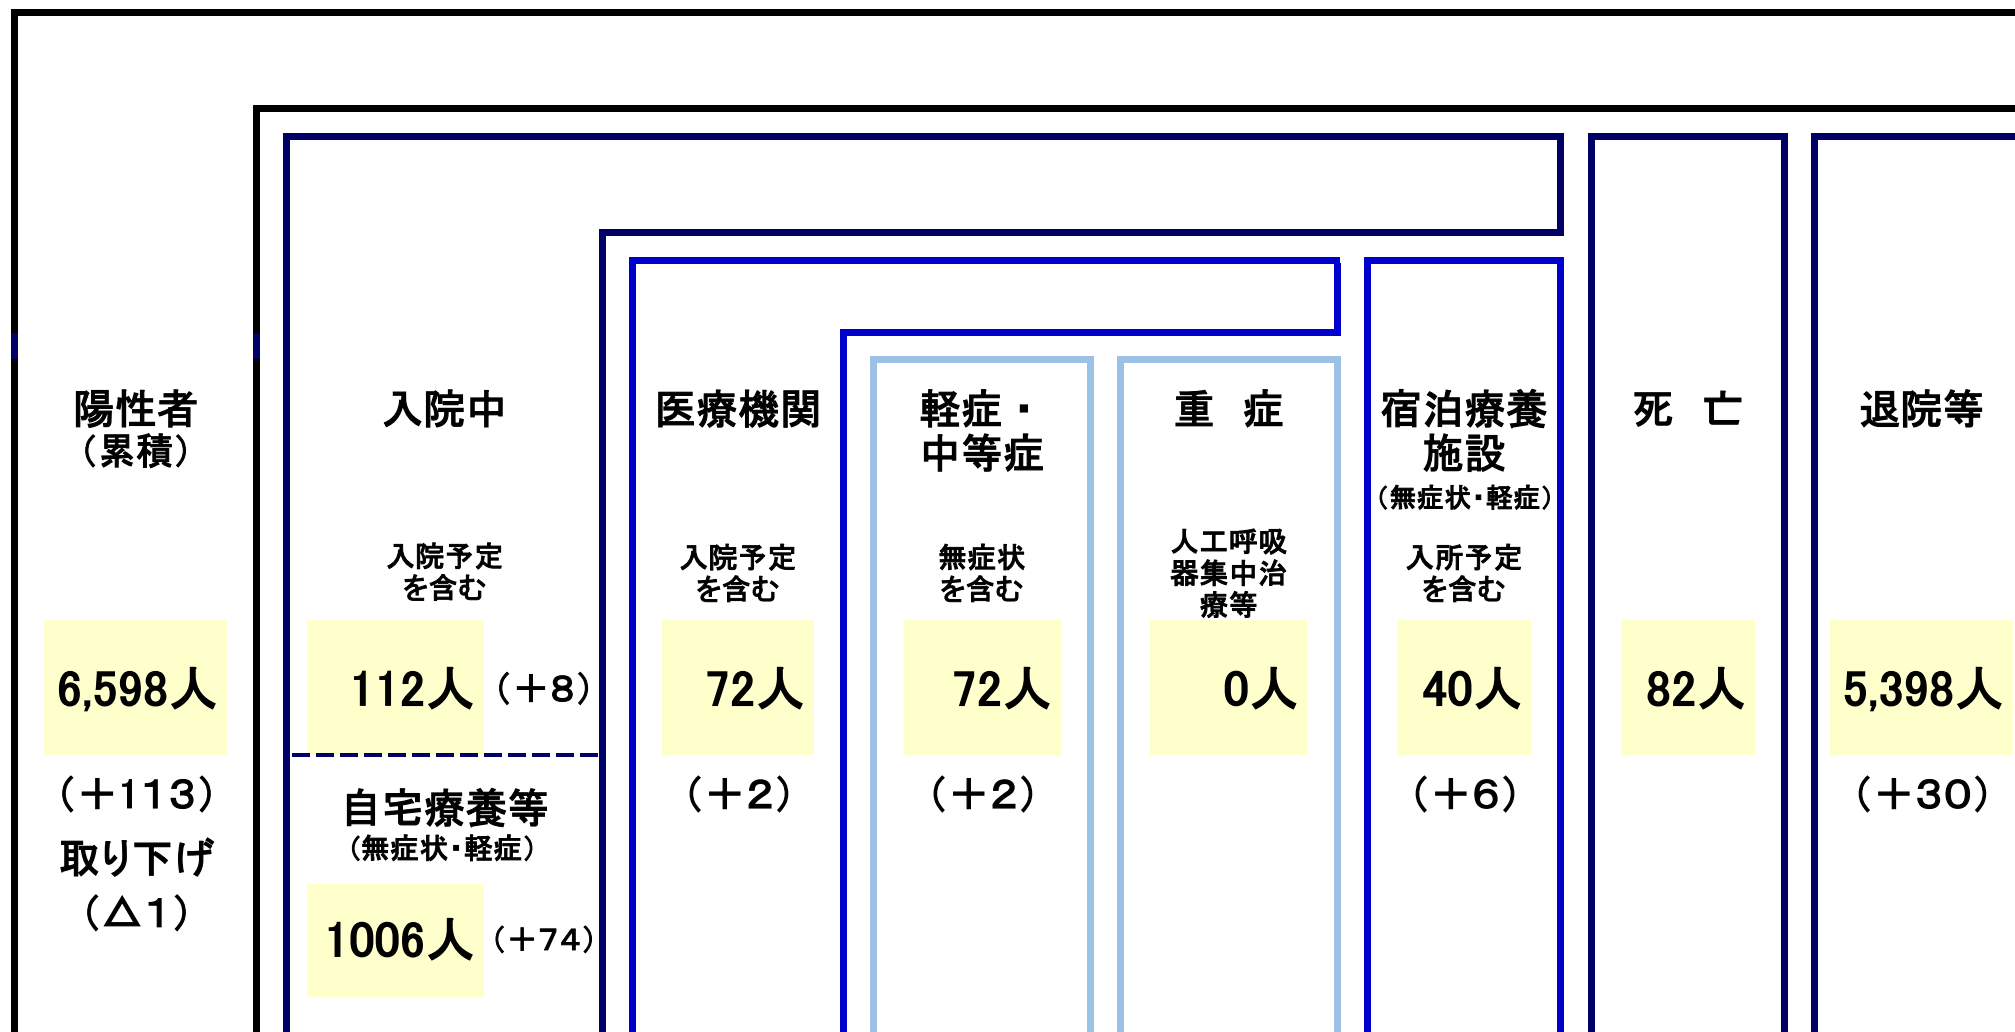 陽性者
（累積）
6,598人
（＋113）
取り下げ
（△1）
入院中
入院予定
を含む
112人
（＋8）
自宅療養等
（無症状・軽症）
1006人
（＋74）
医療機関
入院予定
を含む
72人
（＋2）
軽症・
中等症
無症状
を含む
72人
（＋2）
重　症
人工呼吸
器集中治
療等
0人
宿泊療養
施設
（無症状・軽症）
入所予定
を含む
40人
（＋6）
死　亡
82人
退院等
5,398人
（＋30）